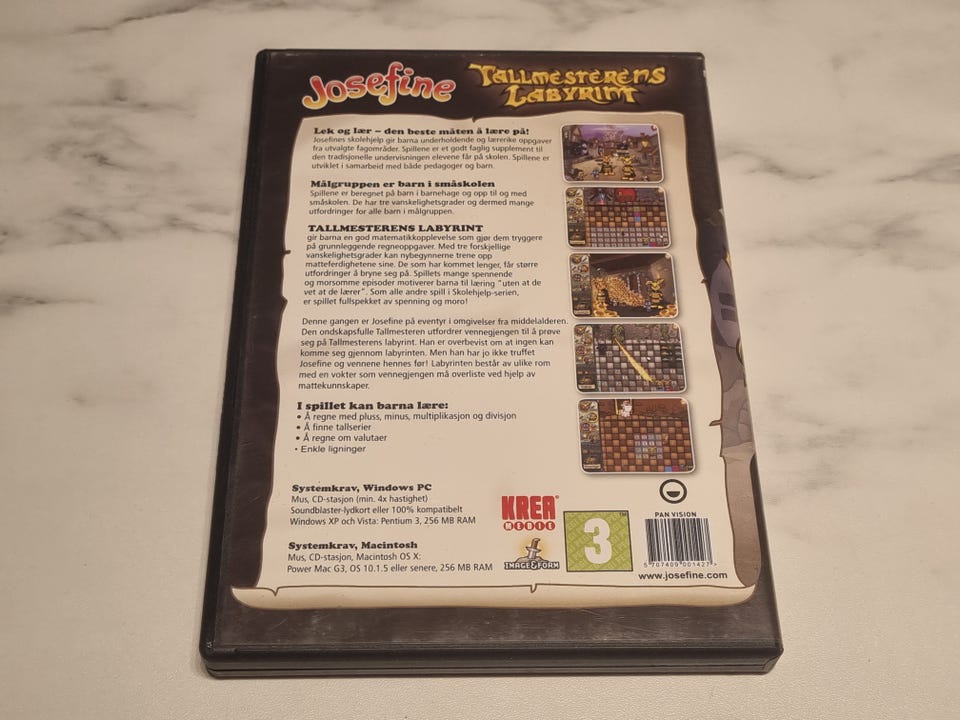 Josefine
TALLMESTERENS
LABYRINT
Lek og lær – den beste måten å lære på!
Josefines skolehjelp gir barna underholdende og lærerike oppgaver
fra utvalgte fagområder. Spillene er et godt faglig supplement til
den tradisjonelle undervisningen elevene får på skolen. Spillene er
utviklet i samarbeid med både pedagoger og barn.
Målgruppen er barn i småskolen
Spillene er beregnet på barn i barnehage og opp til og med
småskolen. De har tre vanskelighetsgrader og dermed mange
utfordringer for alle barn i målgruppen.
TALLMESTERENS LABYRINT
gir barna en god matematikkopplevelse som gjør dem tryggere
på grunnleggende regneoppgaver. Med tre forskjellige
vanskelighetsgrader kan nybegynnerne trene opp
matteferdighetene sine. De som har kommet lenger, får større
utfordringer å bryne seg på. Spillets mange spennende
og morsomme episoder motiverer barna til læring "uten at de
vet at de lærer". Som alle andre spill i Skolehjelp-serien,
er spillet fullspekket av spenning og moro!
Denne gangen er Josefine på eventyr i omgivelser fra middelalderen.
Den ondskapsfulle Tallmesteren utfordrer vennegjengen til å prøve
seg på Tallmesterens labyrint. Han er overbevist om at ingen kan
komme seg gjennom labyrinten. Men han har jo ikke truffet
Josefine og vennene hennes før! Labyrinten består av ulike rom
med en vokter som vennegjengen må overliste ved hjelp av
mattekunnskaper.
I spillet kan barna lære:
• Å regne med pluss, minus, multiplikasjon og divisjon
• Å finne tallserier
• Å regne om valutaer
• Enkle ligninger
Systemkrav, Windows PC
Mus, CD-stasjon (min. 4x hastighet)
Soundblaster-lydkort eller 100% kompatibelt
Windows XP och Vista: Pentium 3, 256 MB RAM
Systemkrav, Macintosh
Mus, CD-stasjon, Macintosh OS X:
Power Mac G3, OS 10.1.5 eller senere, 256 MB RAM
KREA
MEDIE
IMAGE&FORM
3
TM
PAN VISION
5 707409 001427 >
www.josefine.com